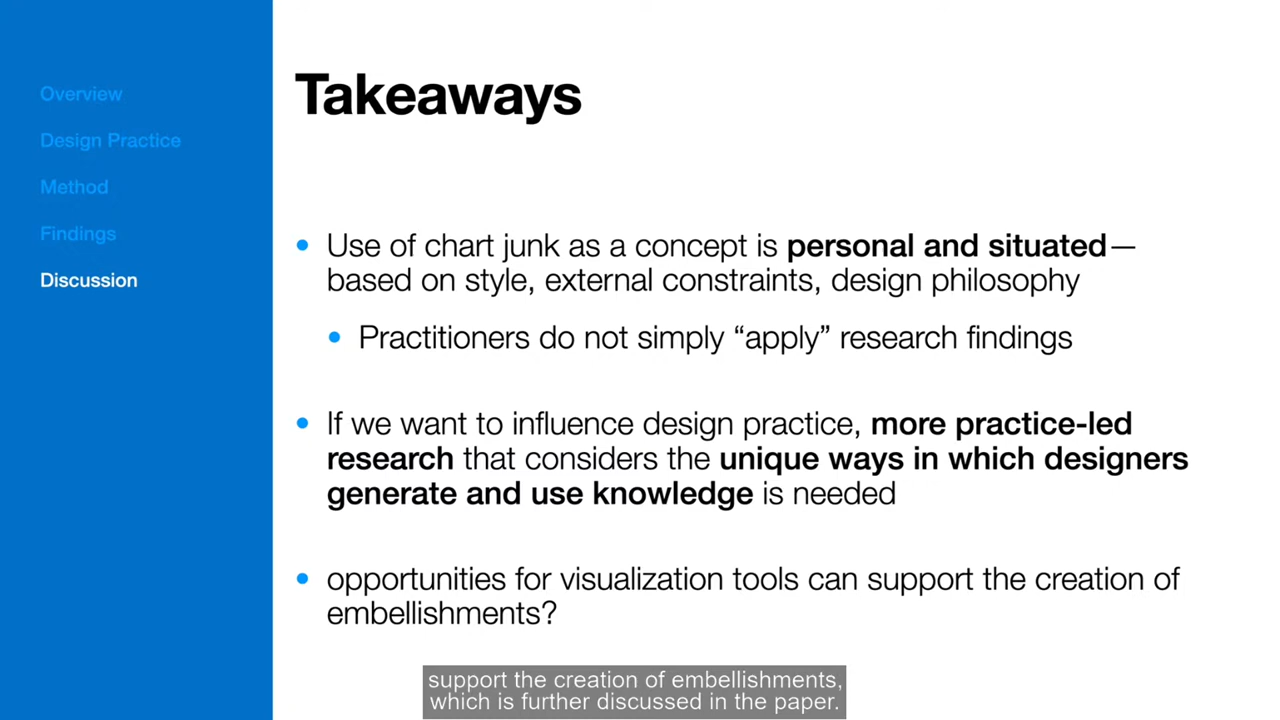 Overview
Design Practice
Method
Findings
Discussion
Takeaways
• Use of chart junk as a concept is personal and situated—
based on style, external constraints, design philosophy
• Practitioners do not simply “apply” research findings
• If we want to influence design practice, more practice-led
research that considers the unique ways in which designers
generate and use knowledge is needed
• opportunities for visualization tools can support the creation of
embellishments?
support the creation of embellishments,
which is further discussed in the paper.